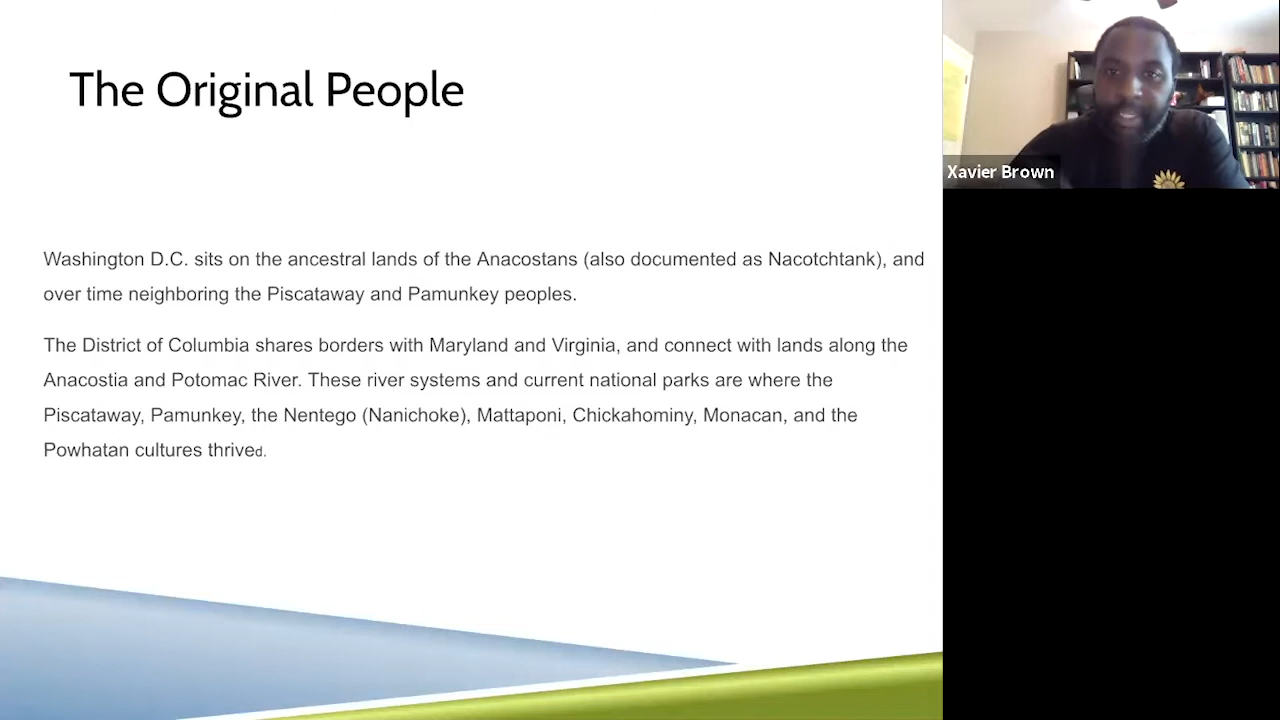 The Original People
Xavier Brown
Washington D.C. sits on the ancestral lands of the Anacostans (also documented as Nacotchtank), and
over time neighboring the Piscataway and Pamunkey peoples.
The District of Columbia shares borders with Maryland and Virginia, and connect with lands along the
Anacostia and Potomac River. These river systems and current national parks are where the
Piscataway, Pamunkey, the Nentego (Nanichoke), Mattaponi, Chickahominy, Monacan, and the
Powhatan cultures thrived.